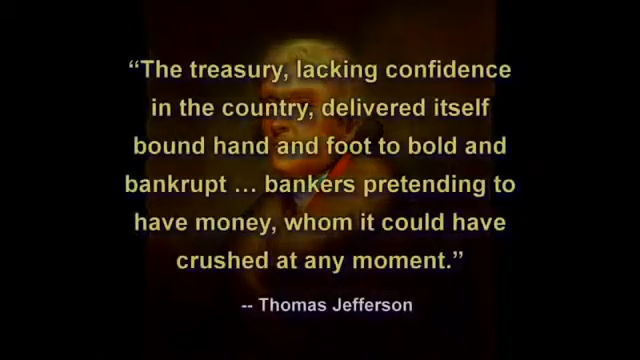 “The treasury, lacking confidence
in the country, delivered itself
bound hand and foot to bold and
bankrupt … bankers pretending to
have money, whom it could have
crushed at any moment.”
-- Thomas Jefferson